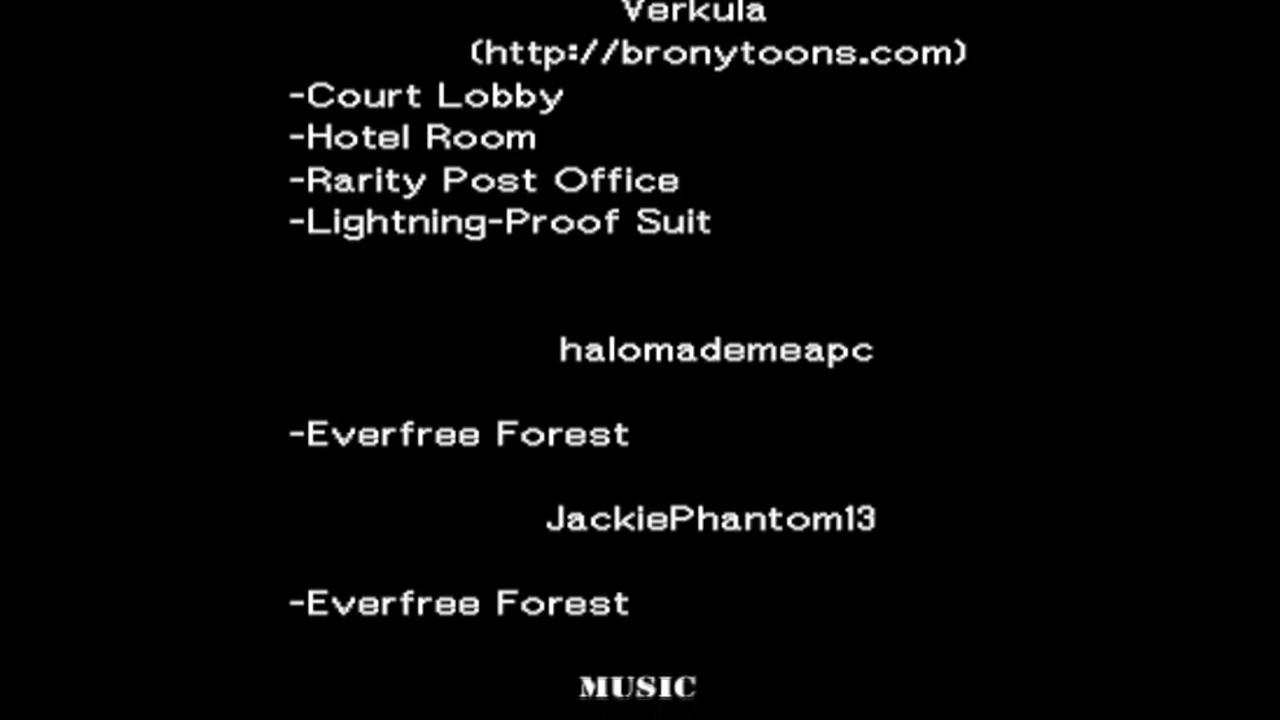 Verkula
(http://bronytoons.com)
-Court Lobby
-Hotel Room
-Rarity Post Office
-Lightning-Proof Suit
halomademeapc
-Everfree Forest
JackiePhantom13
-Everfree Forest
MUSIC